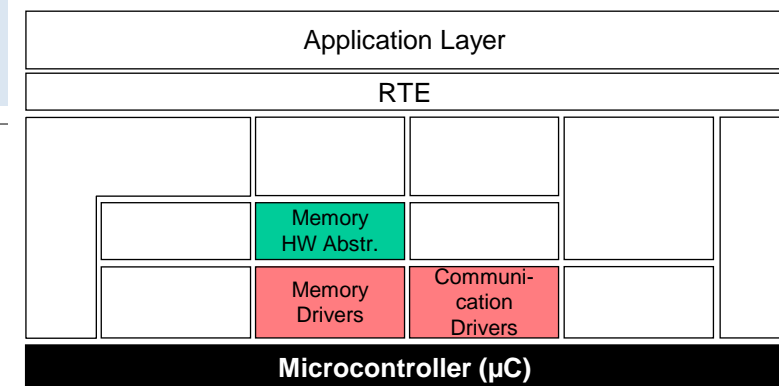 Application Layer
RTE
Memory
HW Abstr.
Memory
Drivers
Communi-
cation
Drivers
Microcontroller (µC)